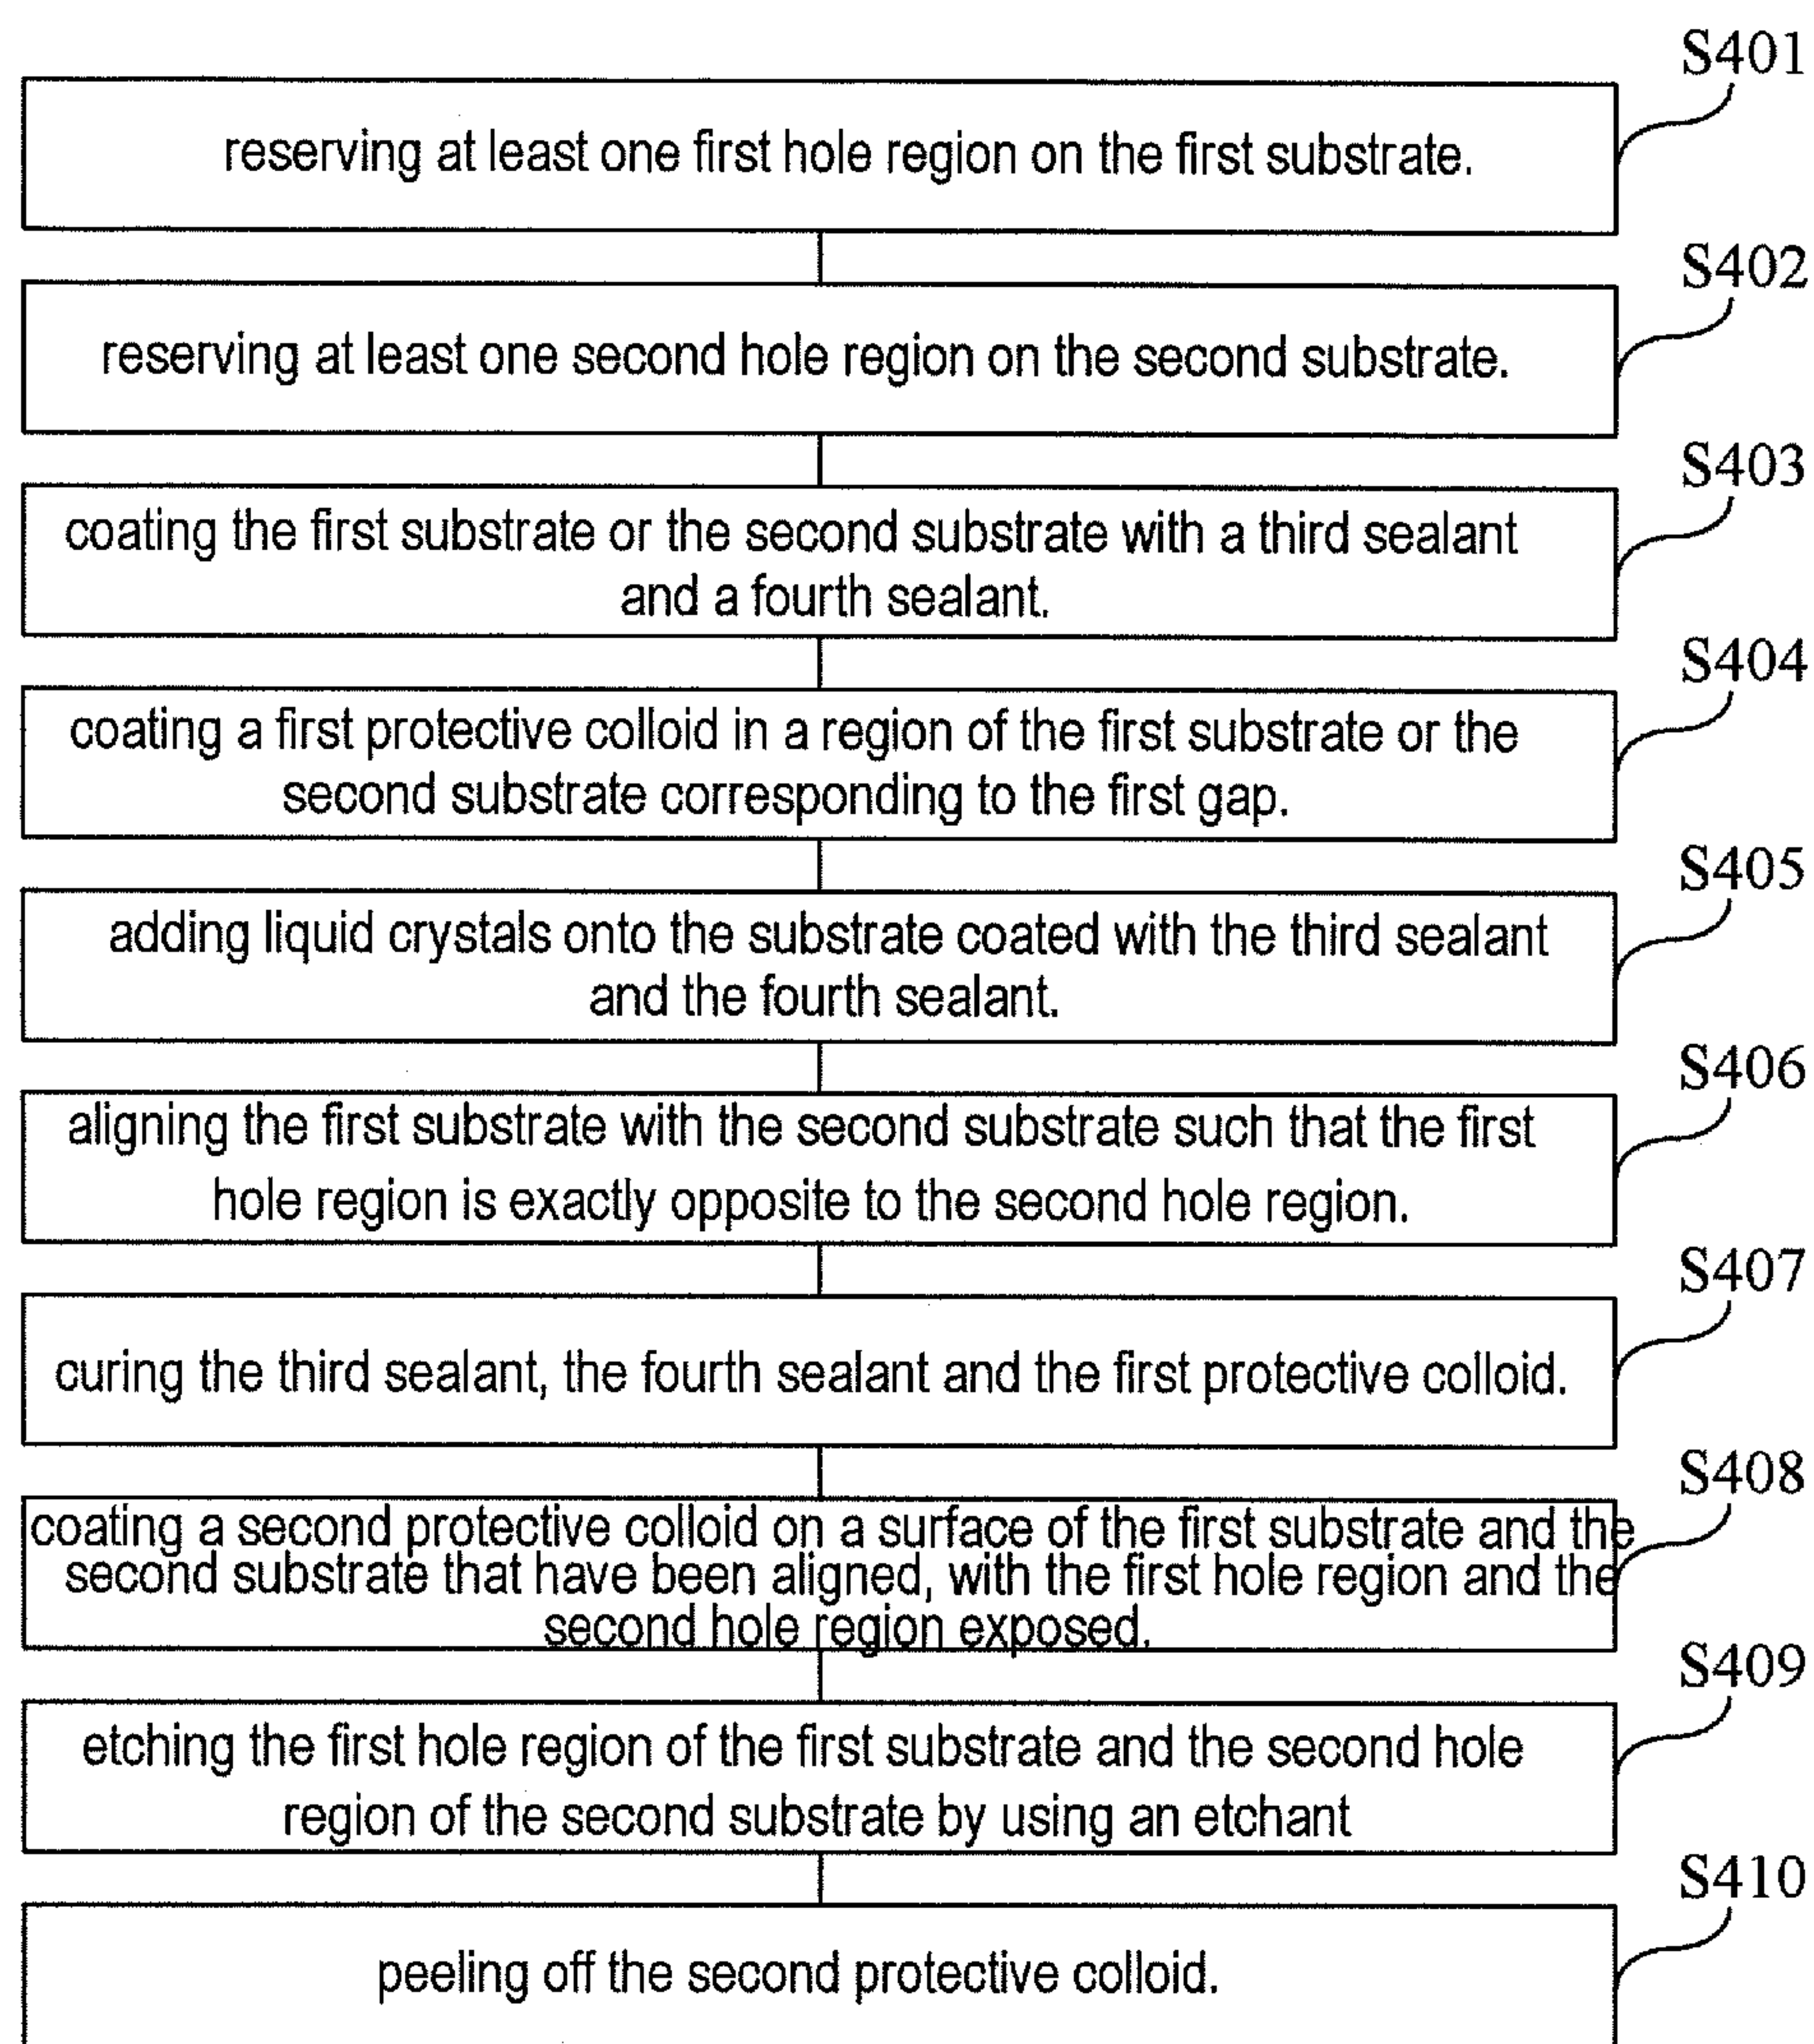 S401
reserving at least one first hole region on the first substrate.
S402
reserving at least one second hole region on the second substrate.
S403
coating the first substrate or the second substrate with a third sealant
and a fourth sealant.
S404
coating a first protective colloid in a region of the first substrate or the
second substrate corresponding to the first gap.
S405
adding liquid crystals onto the substrate coated with the third sealant
and the fourth sealant.
S406
aligning the first substrate with the second substrate such that the first
hole region is exactly opposite to the second hole region.
S407
curing the third sealant, the fourth sealant and the first protective colloid.
S408
coating a second protective colloid on a surface of the first substrate and the
second substrate that have been aligned, with the first hole region and the
second hole region exposed.
S409
etching the first hole region of the first substrate and the second hole
region of the second substrate by using an etchant
S410
peeling off the second protective colloid.